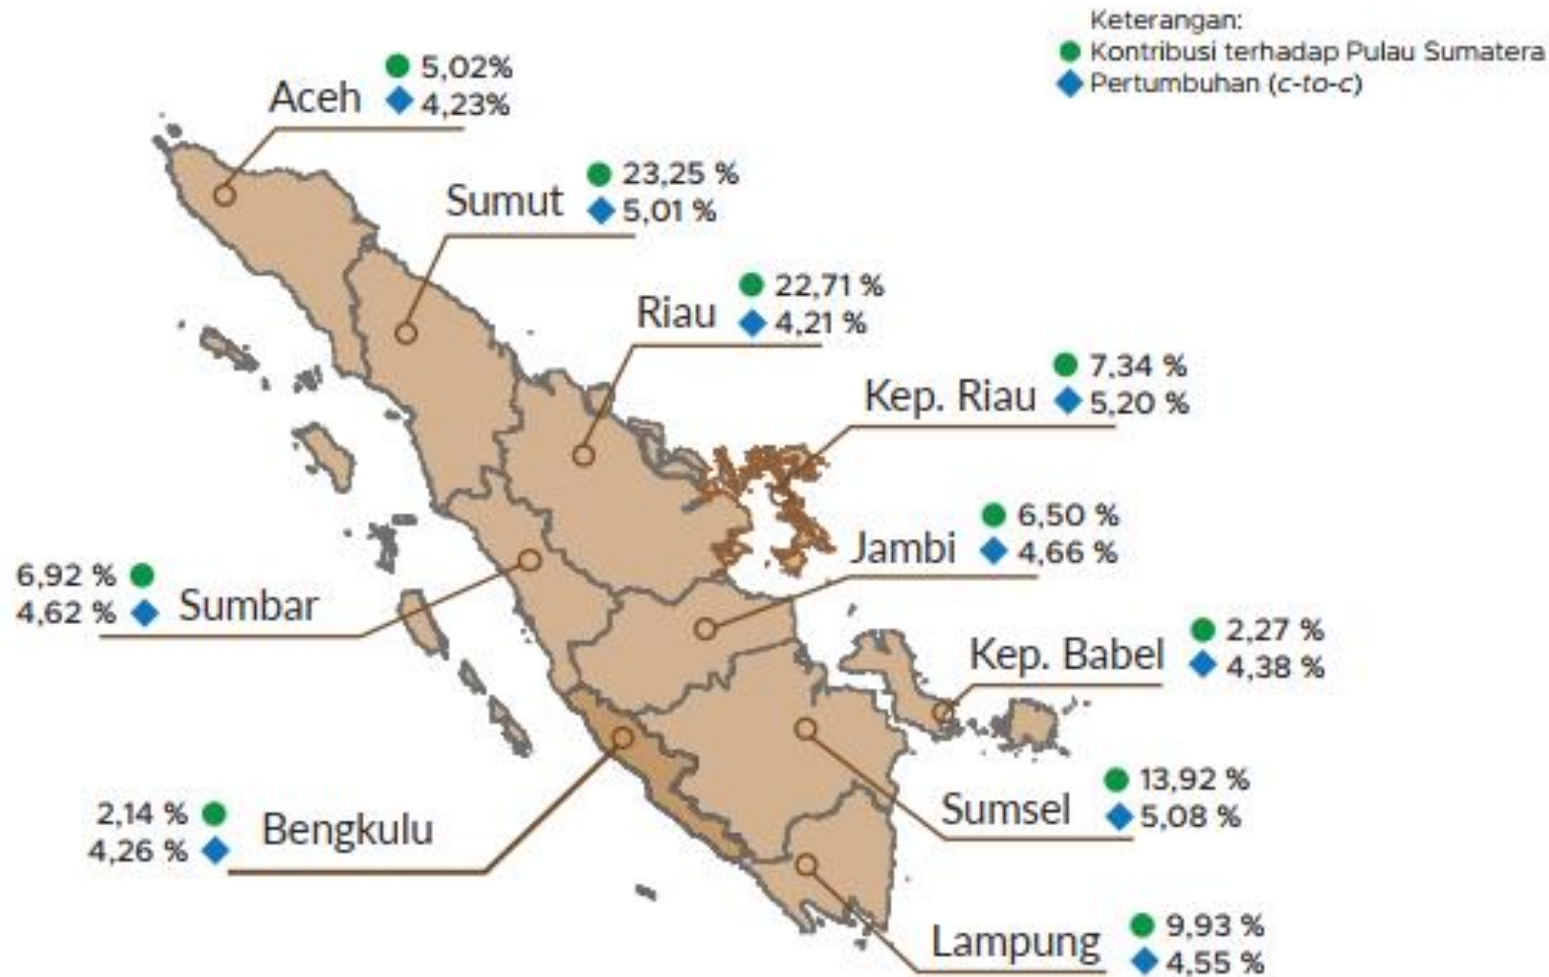 Keterangan:
Kontribusi terhadap Pulau Sumatera
Pertumbuhan (c-to-c)
Aceh
5,02%
4,23%
Sumut
23,25 %
5,01 %
Riau
22,71 %
4,21 %
Kep. Riau
7,34 %
5,20 %
Jambi
6,50 %
4,66 %
6,92 %
4,62 %
Sumbar
Kep. Babel
2,27 %
4,38 %
Sumsel
13,92 %
5,08 %
2,14 %
4,26 %
Bengkulu
Lampung
9,93 %
4,55 %